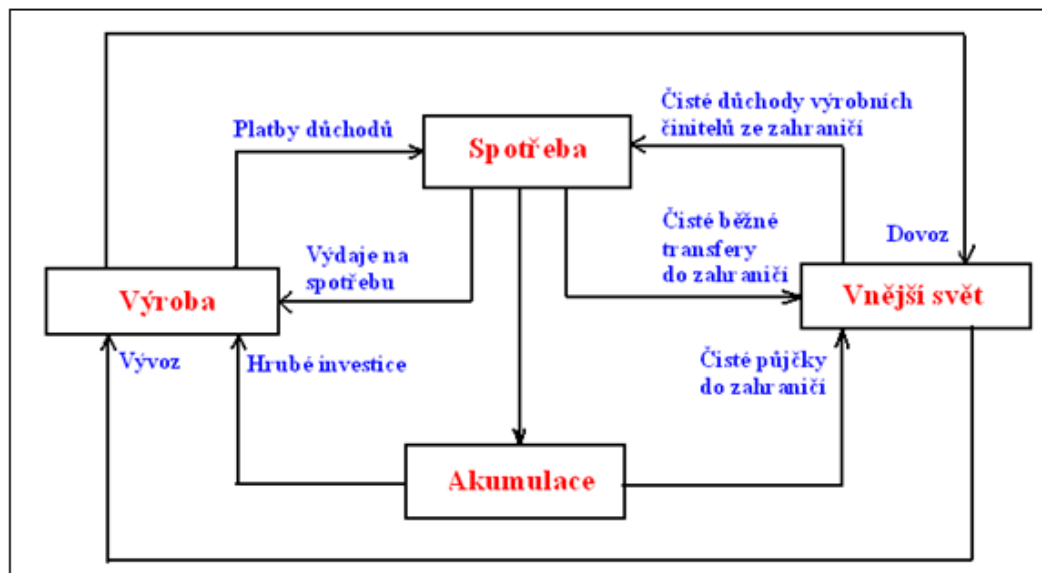 Čisté důchody výrobních
činitelů ze zahraničí
Platby důchodů
Spotřeba
Čisté běžné
transfery
do zahraničí
Dovoz
Výdaje na
spotřebu
Výroba
Vnější svět
Vývoz
Hrubé investice
Čisté půjčky
do zahraničí
Akumulace